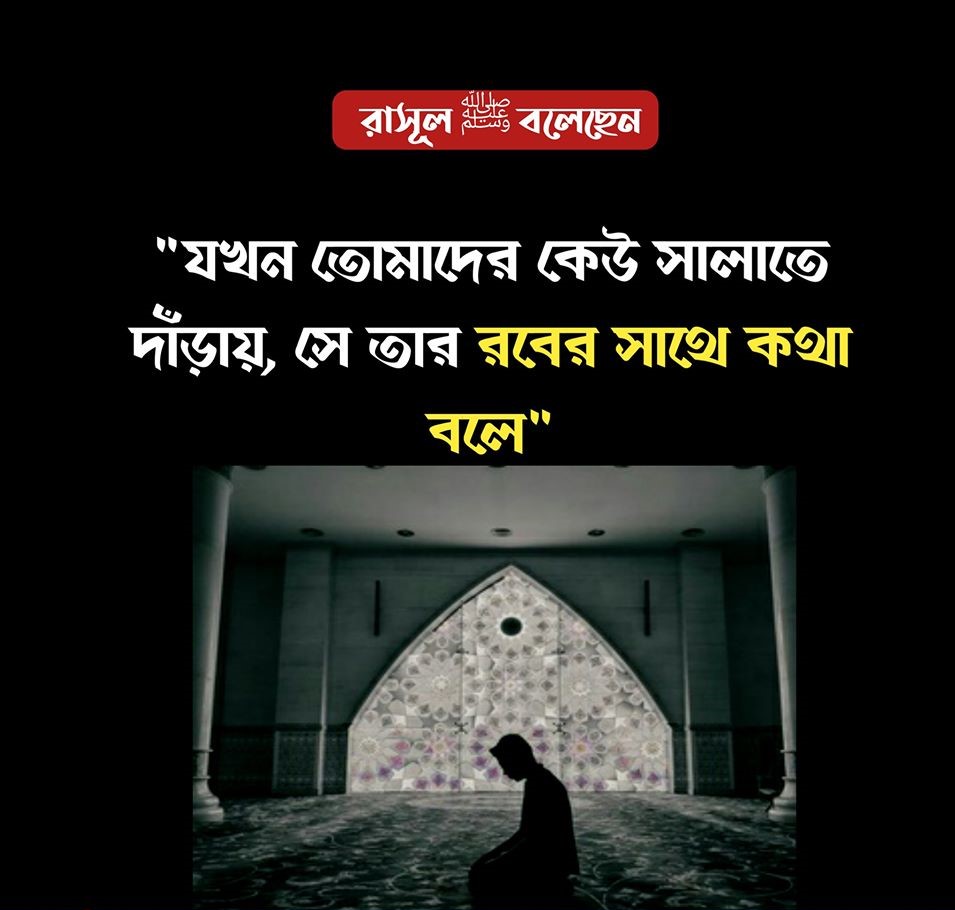 রাসূল ﷺ বলেছেন
"যখন তোমাদের কেউ সালাতে
দাঁড়ায়, সে তার রবের সাথে কথা
বলে"